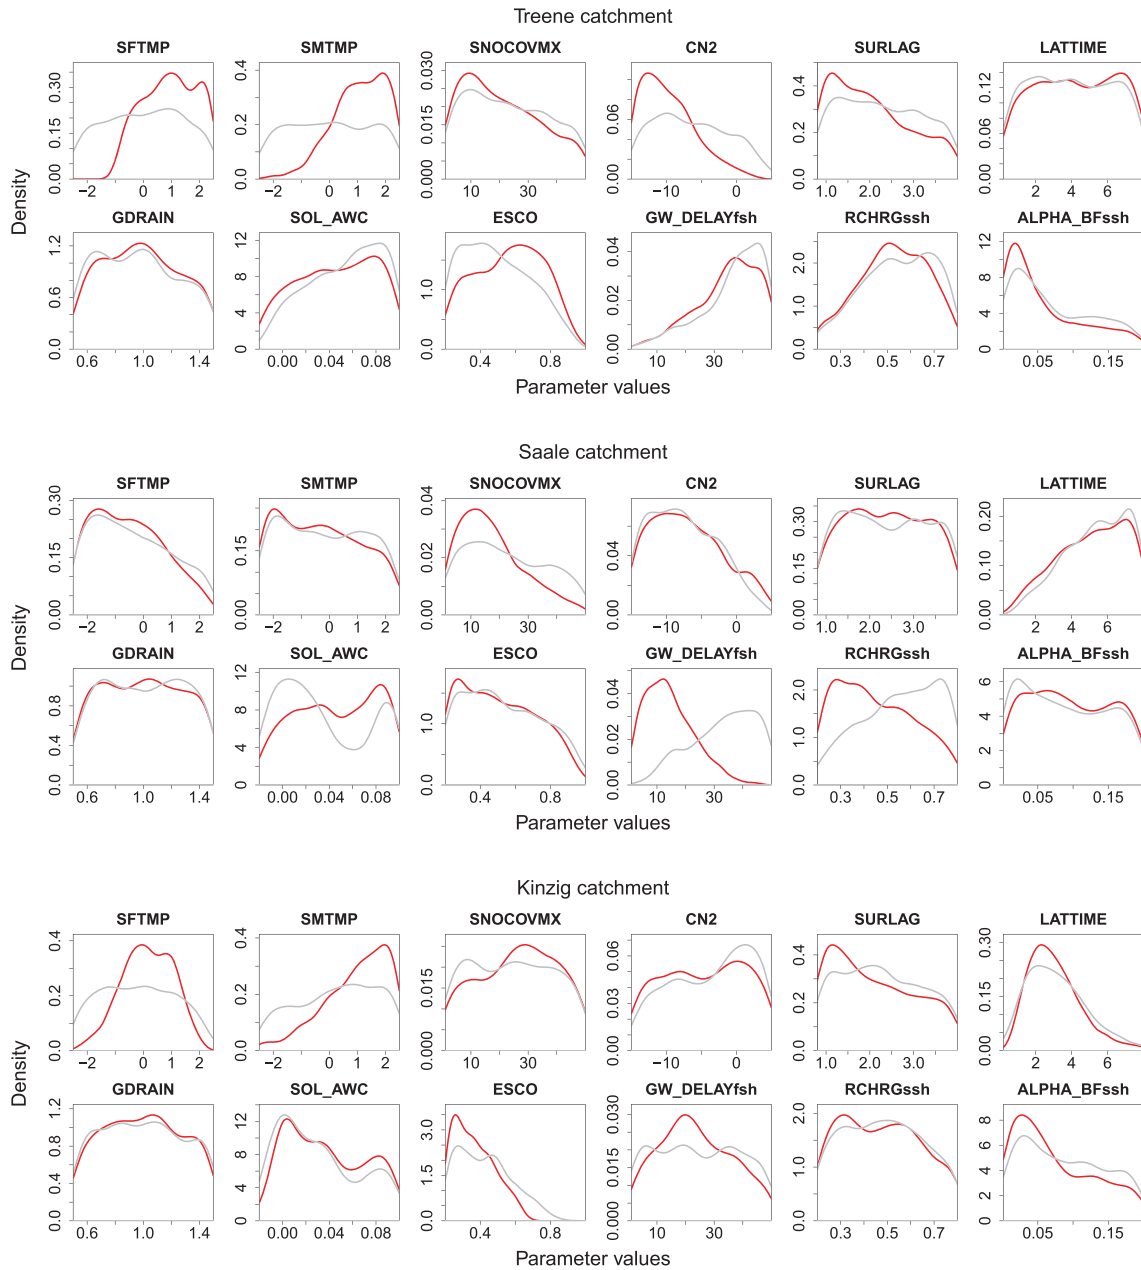 Treene catchment
SFTMP SMTMP SNOCOVMX CN2 SURLAG LATTIME
0.00 0.15 0.30 0.0 0.2 0.4 0.000 0.015 0.030 0.00 0.06 0.0 0.2 0.4 0.00 0.06 0.12
−2 0 1 2 −2 0 1 2 10 30 −10 0 1.0 2.0 3.0 2 4 6
GDRAIN SOL_AWC ESCO GW_DELAYfsh RCHRGssh ALPHA_BFssh
0.0 0.6 1.2 0 4 8 12 0.0 1.0 0.00 0.02 0.04 0.0 1.0 2.0 0 4 8 12
0.6 1.0 1.4 0.00 0.04 0.08 0.4 0.8 10 30 0.3 0.5 0.7 0.05 0.15
Density
Parameter values
Saale catchment
SFTMP SMTMP SNOCOVMX CN2 SURLAG LATTIME
0.00 0.15 0.30 0.00 0.15 0.00 0.02 0.04 0.00 0.04 0.00 0.15 0.30 0.00 0.10 0.20
−2 0 1 2 −2 0 1 2 10 30 −10 0 1.0 2.0 3.0 2 4 6
GDRAIN SOL_AWC ESCO GW_DELAYfsh RCHRGssh ALPHA_BFssh
0.0 0.4 0.8 0 4 8 12 0.0 1.0 0.00 0.02 0.04 0.0 1.0 2.0 0 2 4 6
0.6 1.0 1.4 0.00 0.04 0.08 0.4 0.8 10 30 0.3 0.5 0.7 0.05 0.15
Density
Parameter values
Kinzig catchment
SFTMP SMTMP SNOCOVMX CN2 SURLAG LATTIME
0.0 0.2 0.4 0.0 0.2 0.4 0.000 0.015 0.00 0.03 0.06 0.0 0.2 0.4 0.00 0.15 0.30
−2 0 1 2 −2 0 1 2 10 30 −10 0 1.0 2.0 3.0 2 4 6
GDRAIN SOL_AWC ESCO GW_DELAYfsh RCHRGssh ALPHA_BFssh
0.0 0.4 0.8 1.2 0 4 8 12 0.0 1.5 3.0 0.000 0.015 0.030 0.0 1.0 2.0 0 2 4 6 8
0.6 1.0 1.4 0.00 0.04 0.08 0.4 0.8 10 30 0.3 0.5 0.7 0.05 0.15
Density
Parameter values